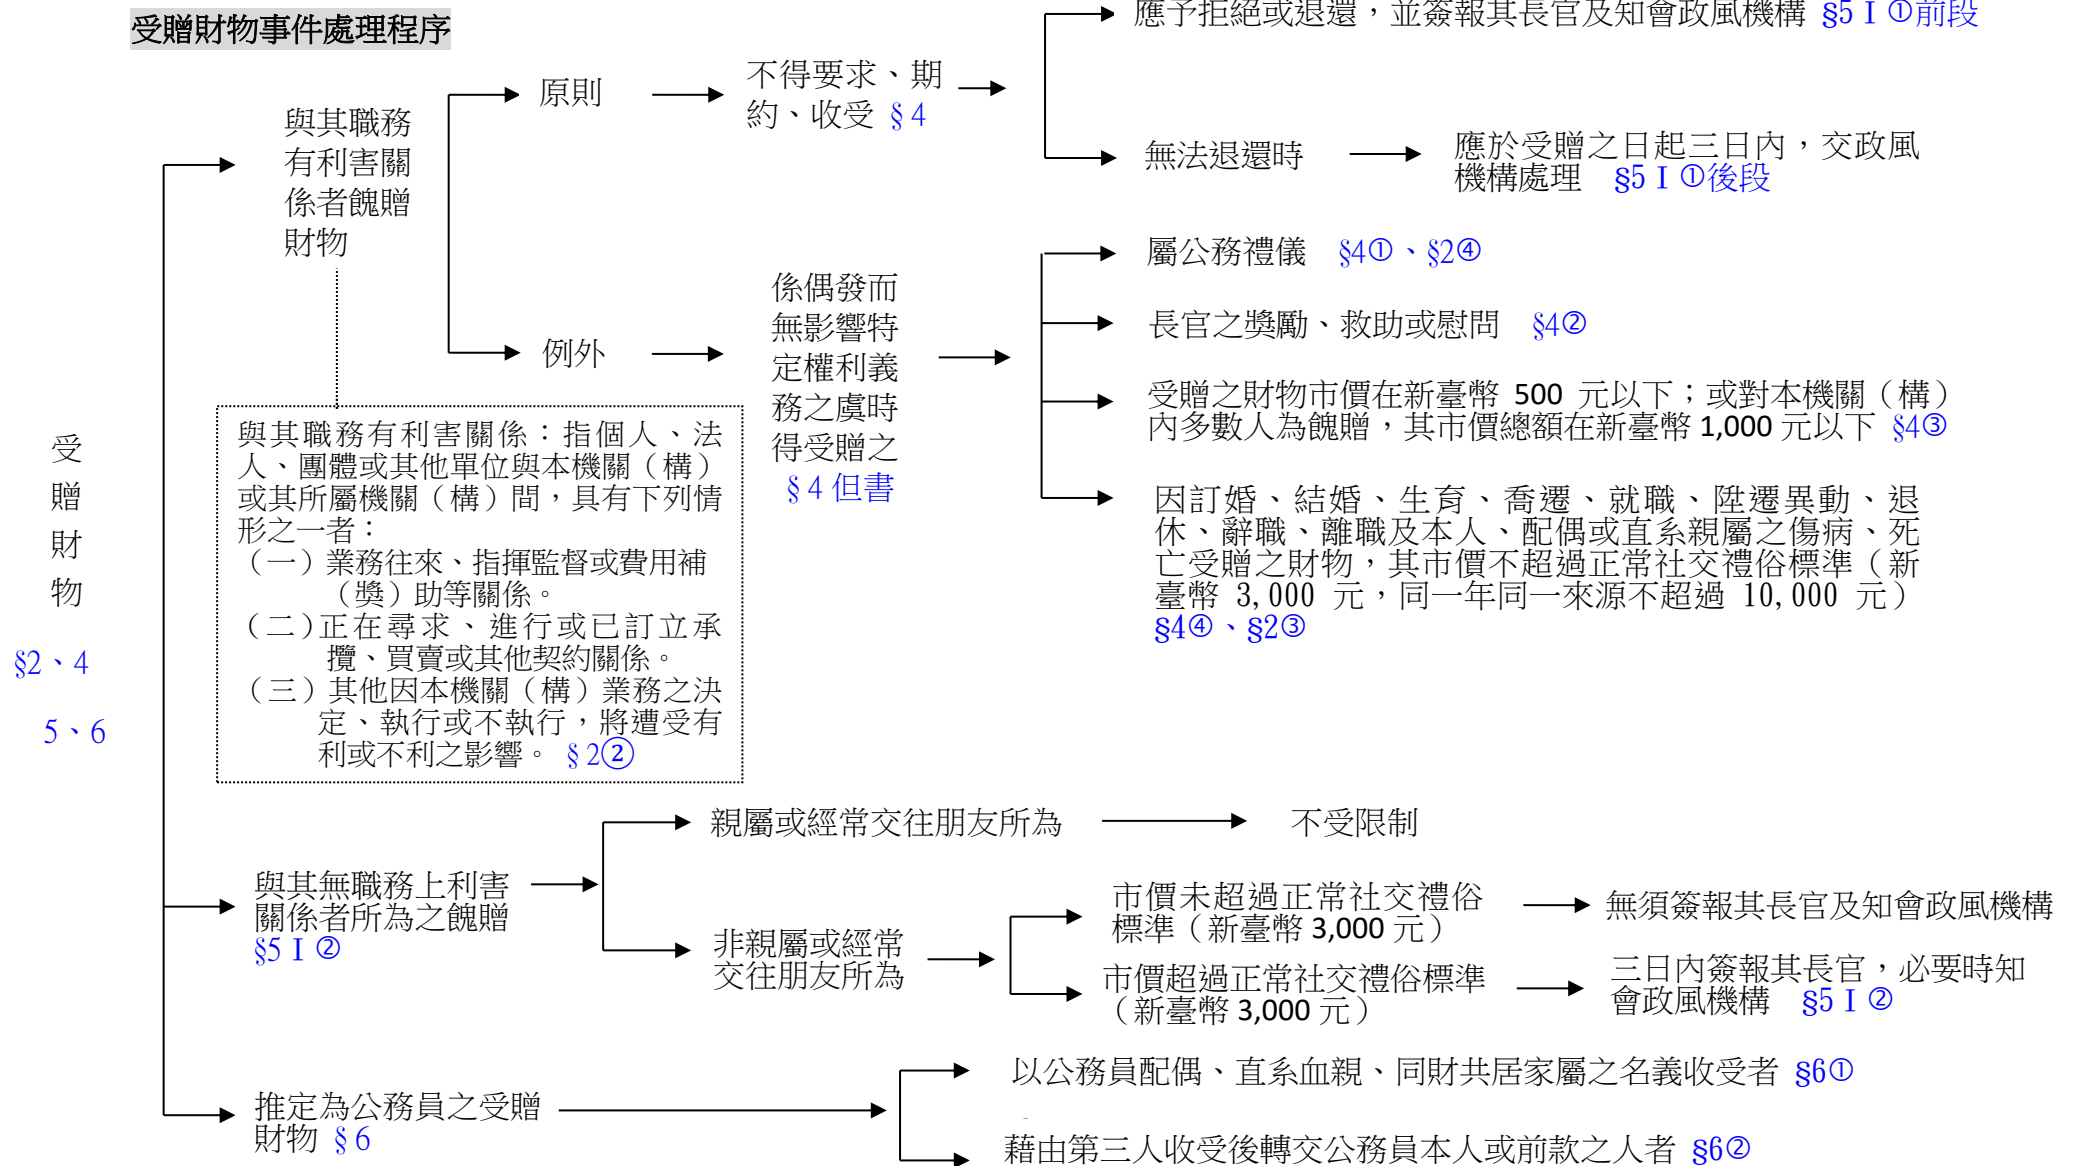 受贈財物事件處理程序
受
贈
財
物
§2、4
5、6
與其職務
有利害關
係者餽贈
財物
原則
不得要求、期
約、收受 §4
應予拒絕或退還，並簽報其長官及知會政風機構 §5Ⅰ①前段
無法退還時
應於受贈之日起三日內，交政風
機構處理 §5Ⅰ①後段
例外
係偶發而
無影響特
定權利義
務之虞時
得受贈之
§4但書
屬公務禮儀 §4①、§2④
長官之獎勵、救助或慰問 §4②
受贈之財物市價在新臺幣 500 元以下；或對本機關（構）
內多數人為餽贈，其市價總額在新臺幣 1,000 元以下 §4③
因訂婚、結婚、生育、喬遷、就職、陞遷異動、退
休、辭職、離職及本人、配偶或直系親屬之傷病、死
亡受贈之財物，其市價不超過正常社交禮俗標準（新
臺幣 3,000 元，同一年同一來源不超過 10,000 元）
§4④、§2③
與其職務有利害關係：指個人、法
人、團體或其他單位與本機關（構）
或其所屬機關（構）間，具有下列情
形之一者：
（一）業務往來、指揮監督或費用補
（獎）助等關係。
（二）正在尋求、進行或已訂立承
攬、買賣或其他契約關係。
（三）其他因本機關（構）業務之決
定、執行或不執行，將遭受有
利或不利之影響。 §2②
與其無職務上利害
關係者所為之餽贈
§5Ⅰ②
親屬或經常交往朋友所為
不受限制
非親屬或經常
交往朋友所為
市價未超過正常社交禮俗
標準（新臺幣 3,000 元）
無須簽報其長官及知會政風機構
市價超過正常社交禮俗標準
（新臺幣 3,000 元）
三日內簽報其長官，必要時知
會政風機構 §5Ⅰ②
推定為公務員之受贈
財物 §6
以公務員配偶、直系血親、同財共居家屬之名義收受者 §6①
藉由第三人收受後轉交公務員本人或前款之人者 §6②